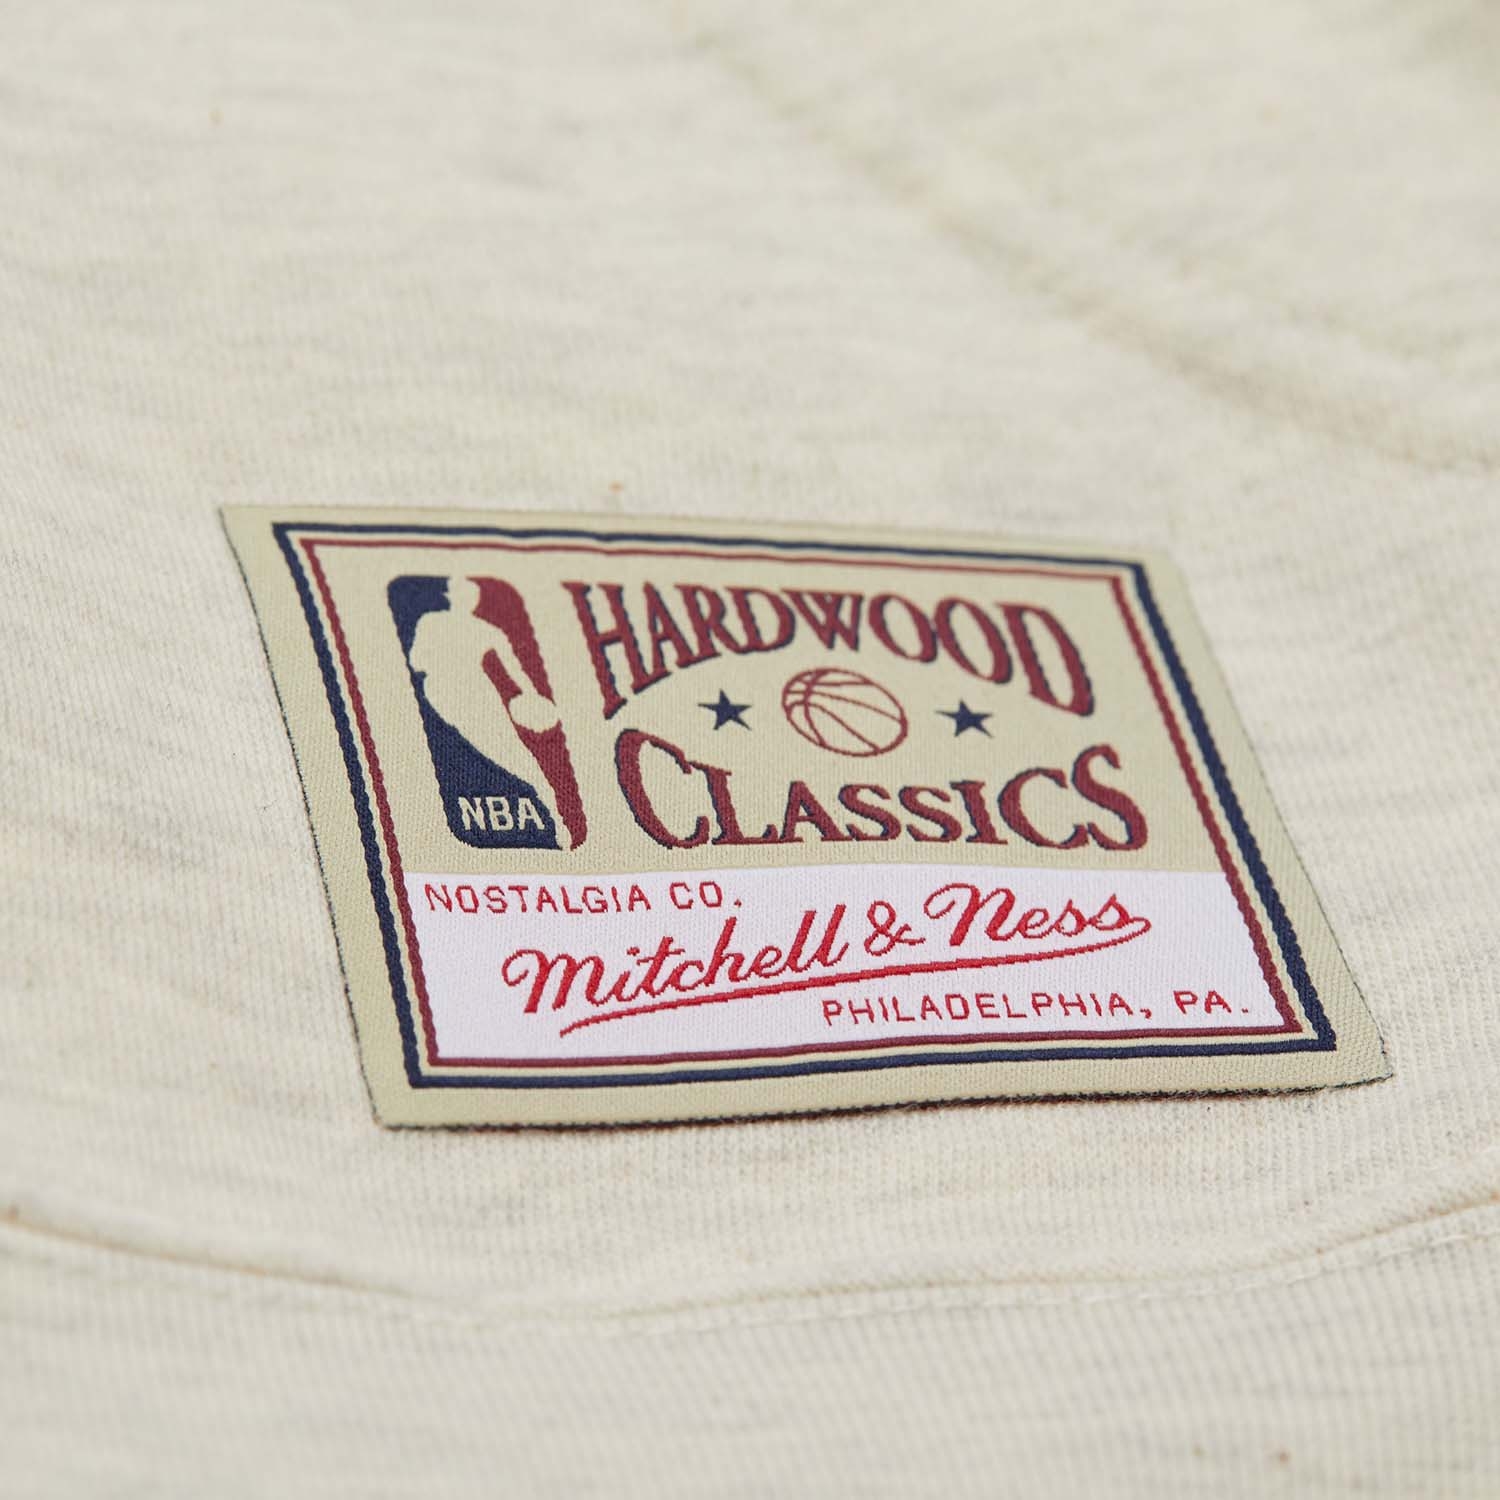 NBA
HARDWOOD
CLASSICS
NOSTALGIA CO.
Mitchell & Ness
PHILADELPHIA, PA.